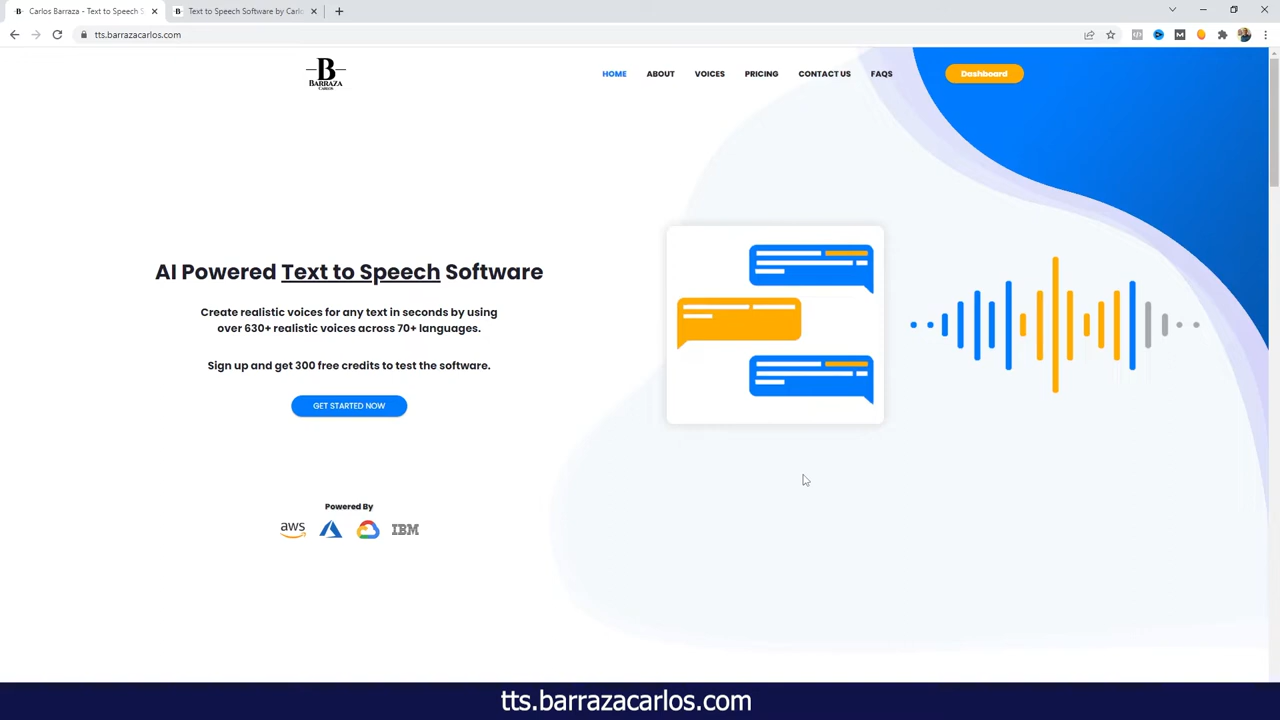 Carlos Barraza - Text to Speech S
Text to Speech Software by Carlo
tts.barrazacarlos.com
B
BARRAZA
CARLOS
HOME
ABOUT
VOICES
PRICING
CONTACT US
FAQS
Dashboard
AI Powered Text to Speech Software
Create realistic voices for any text in seconds by using
over 630+ realistic voices across 70+ languages.
Sign up and get 300 free credits to test the software.
GET STARTED NOW
Powered By
aws
IBM
tts.barrazacarlos.com